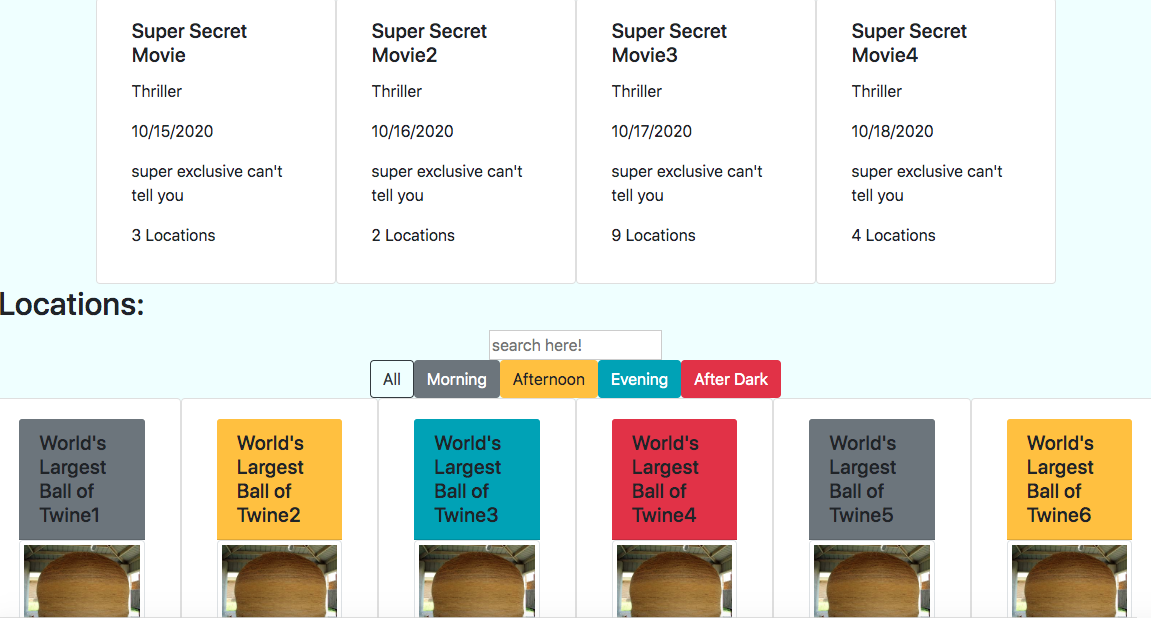 Super Secret
Movie
Thriller
10/15/2020
super exclusive can't
tell you
3 Locations
Super Secret
Movie2
Thriller
10/16/2020
super exclusive can't
tell you
2 Locations
Super Secret
Movie3
Thriller
10/17/2020
super exclusive can't
tell you
9 Locations
Super Secret
Movie4
Thriller
10/18/2020
super exclusive can't
tell you
4 Locations
Locations:
search here!
All Morning Afternoon Evening After Dark
World's
Largest
Ball of
Twine1
World's
Largest
Ball of
Twine2
World's
Largest
Ball of
Twine3
World's
Largest
Ball of
Twine4
World's
Largest
Ball of
Twine5
World's
Largest
Ball of
Twine6